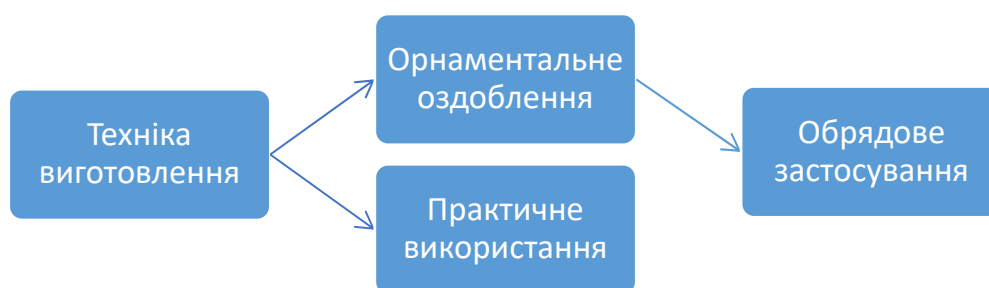 Техніка
виготовлення
Орнаментальне
оздоблення
Практичне
використання
Обрядове
застосування